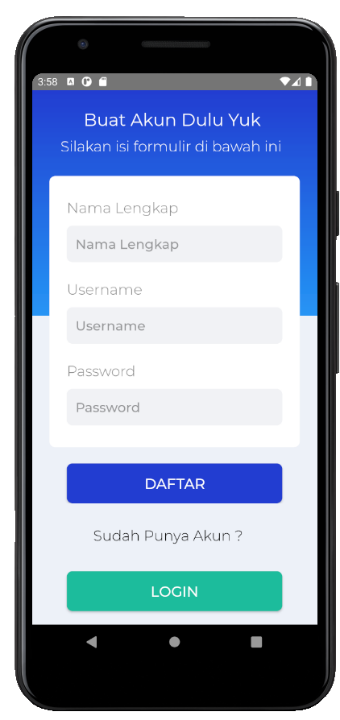 3:58
Buat Akun Dulu Yuk
Silakan isi formulir di bawah ini
Nama Lengkap
Nama Lengkap
Username
Username
Password
Password
DAFTAR
Sudah Punya Akun ?
LOGIN